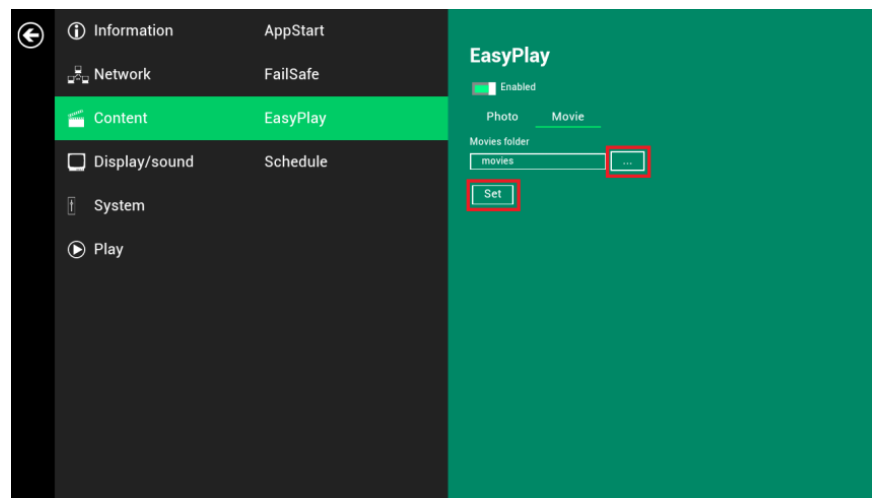 Information
AppStart
Network
FailSafe
Content
EasyPlay
Display/sound
Schedule
System
Play
EasyPlay
Enabled
Photo Movie
Movies folder
movies ...
Set